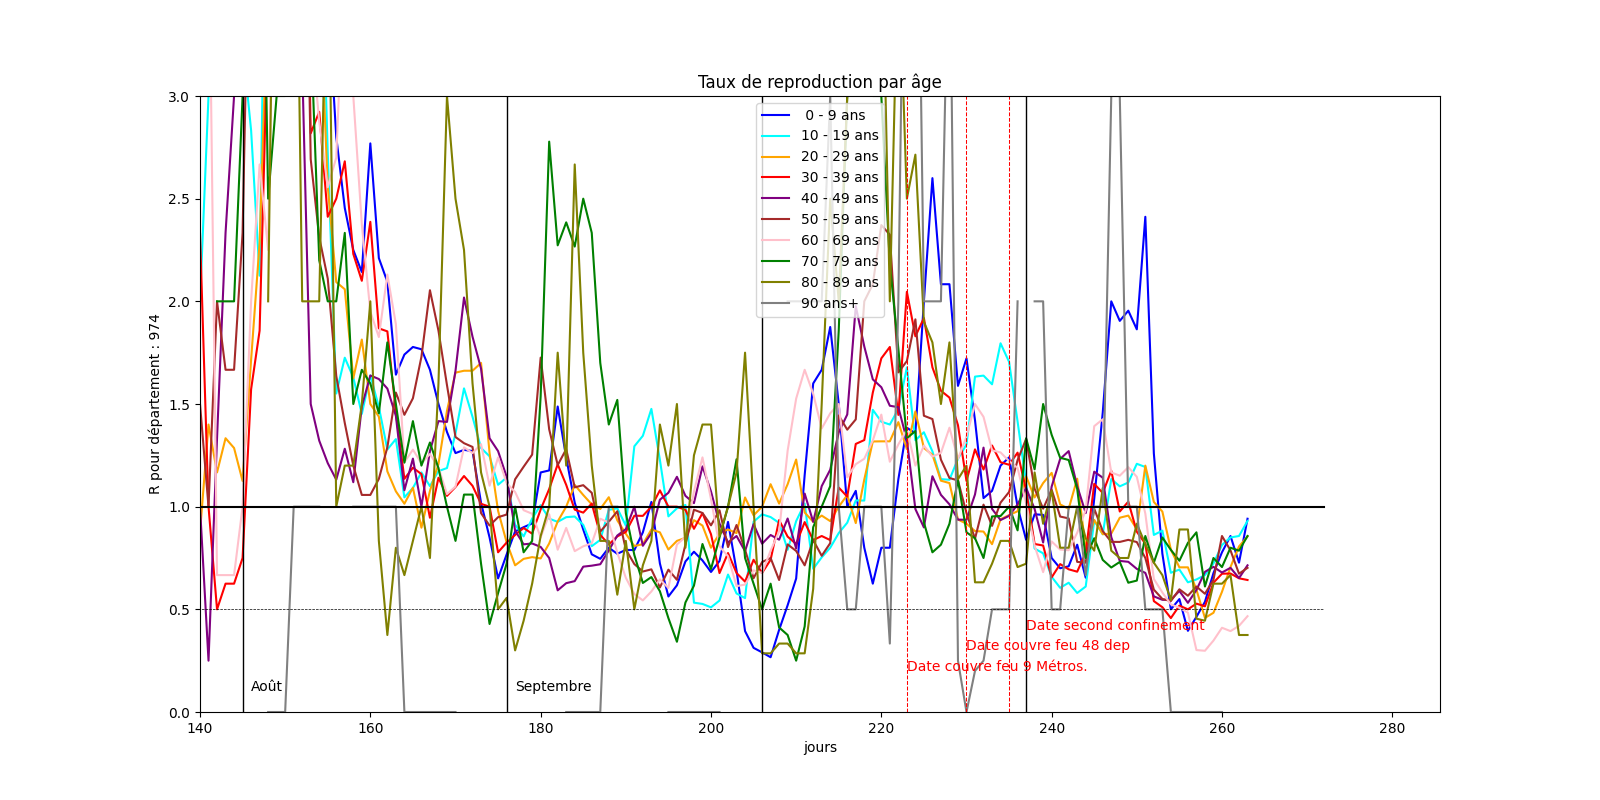 Taux de reproduction par âge
3.0
2.5
2.0
1.5
1.0
0.5
0.0
R pour département : 974
0 - 9 ans
10 - 19 ans
20 - 29 ans
30 - 39 ans
40 - 49 ans
50 - 59 ans
60 - 69 ans
70 - 79 ans
80 - 89 ans
90 ans+
Date second confinement
Date couvre feu 48 dep
Date couvre feu 9 Métros.
Août
Septembre
140
160
180
200
220
240
260
280
jours